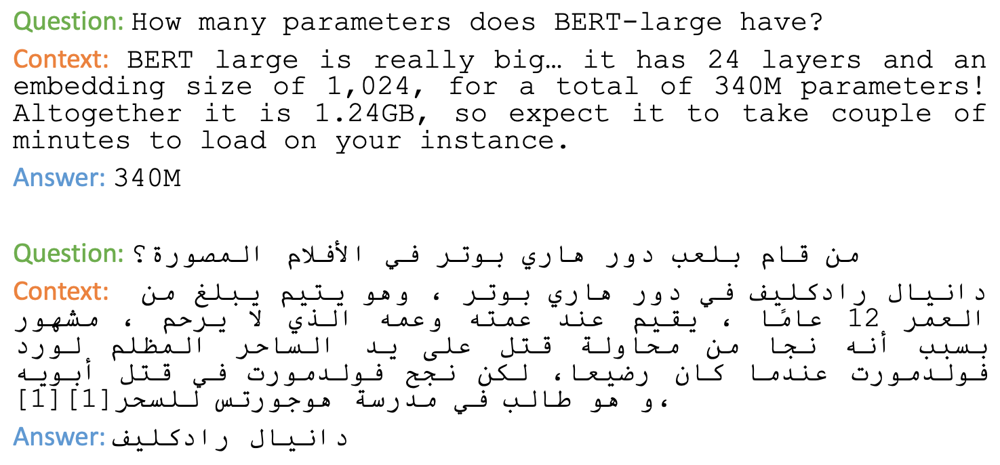 Question: How many parameters does BERT-large have?
Context: BERT large is really big… it has 24 layers and an
embedding size of 1,024, for a total of 340M parameters!
Altogether it is 1.24GB, so expect it to take couple of
minutes to load on your instance.
Answer: 340M
Question: من قام بلعب دور هاري بوتر في الأفلام المصورة؟
Context: دانيال رادكليف في دور هاري بوتر ، وهو يتيم يبلغ من
العمر 12 عامًا ، يقيم عند عمته وعمه الذي لا يرحم ، مشهور
بسبب أنه نجا من محاولة قتل على يد الساحر المظلم لورد
فولدمورت عندما كان رضيعا، لكن نجح فولدمورت في قتل أبويه
،و هو طالب في مدرسة هوجورتس للسحر[1][1]
Answer: دانيال رادكليف